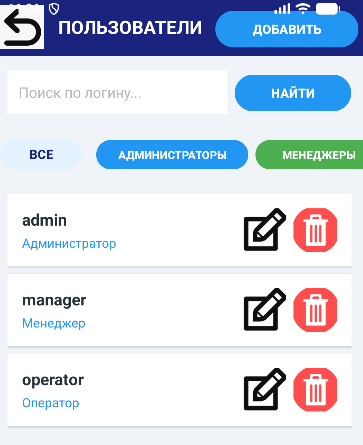 ПОЛЬЗОВАТЕЛИ
ДОБАВИТЬ
Поиск по логину...
НАЙТИ
ВСЕ
АДМИНИСТРАТОРЫ
МЕНЕДЖЕРЫ
admin
Администратор
manager
Менеджер
operator
Оператор